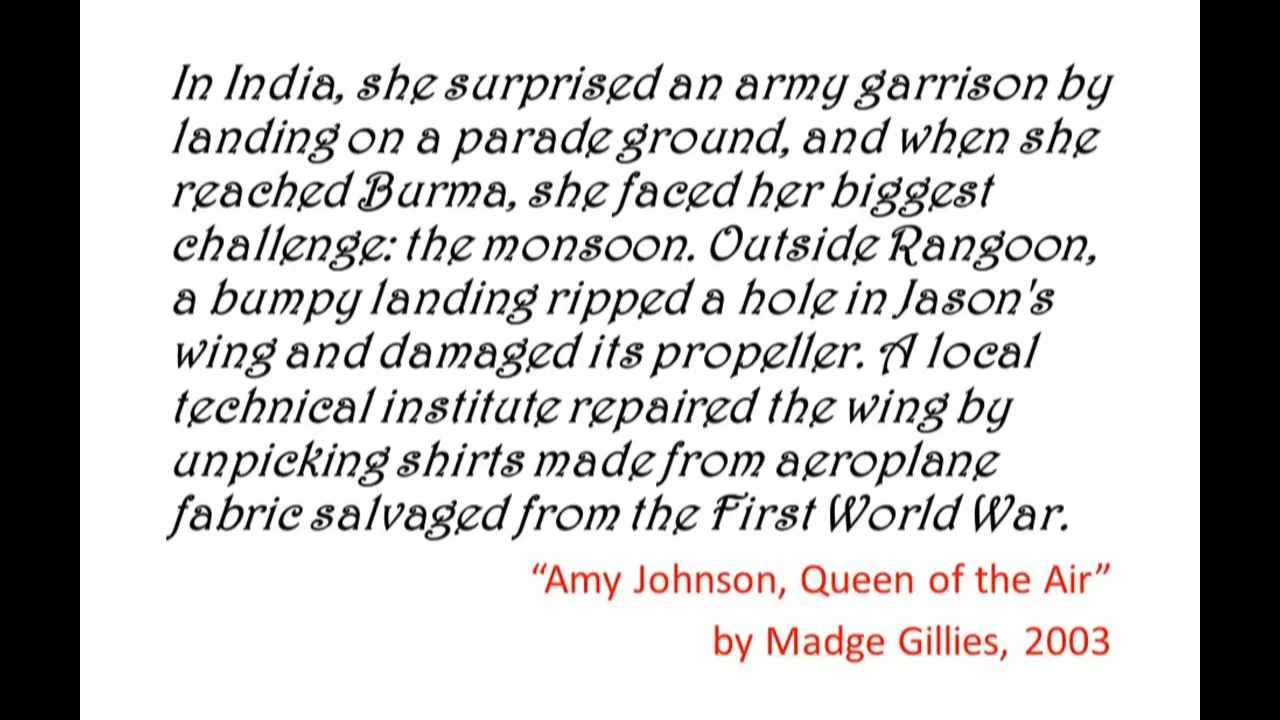 In India, she surprised an army garrison by
landing on a parade ground, and when she
reached Burma, she faced her biggest
challenge: the monsoon. Outside Rangoon,
a bumpy landing ripped a hole in Jason's
wing and damaged its propeller. A local
technical institute repaired the wing by
unpicking shirts made from aeroplane
fabric salvaged from the First World War.
“Amy Johnson, Queen of the Air”
by Madge Gillies, 2003